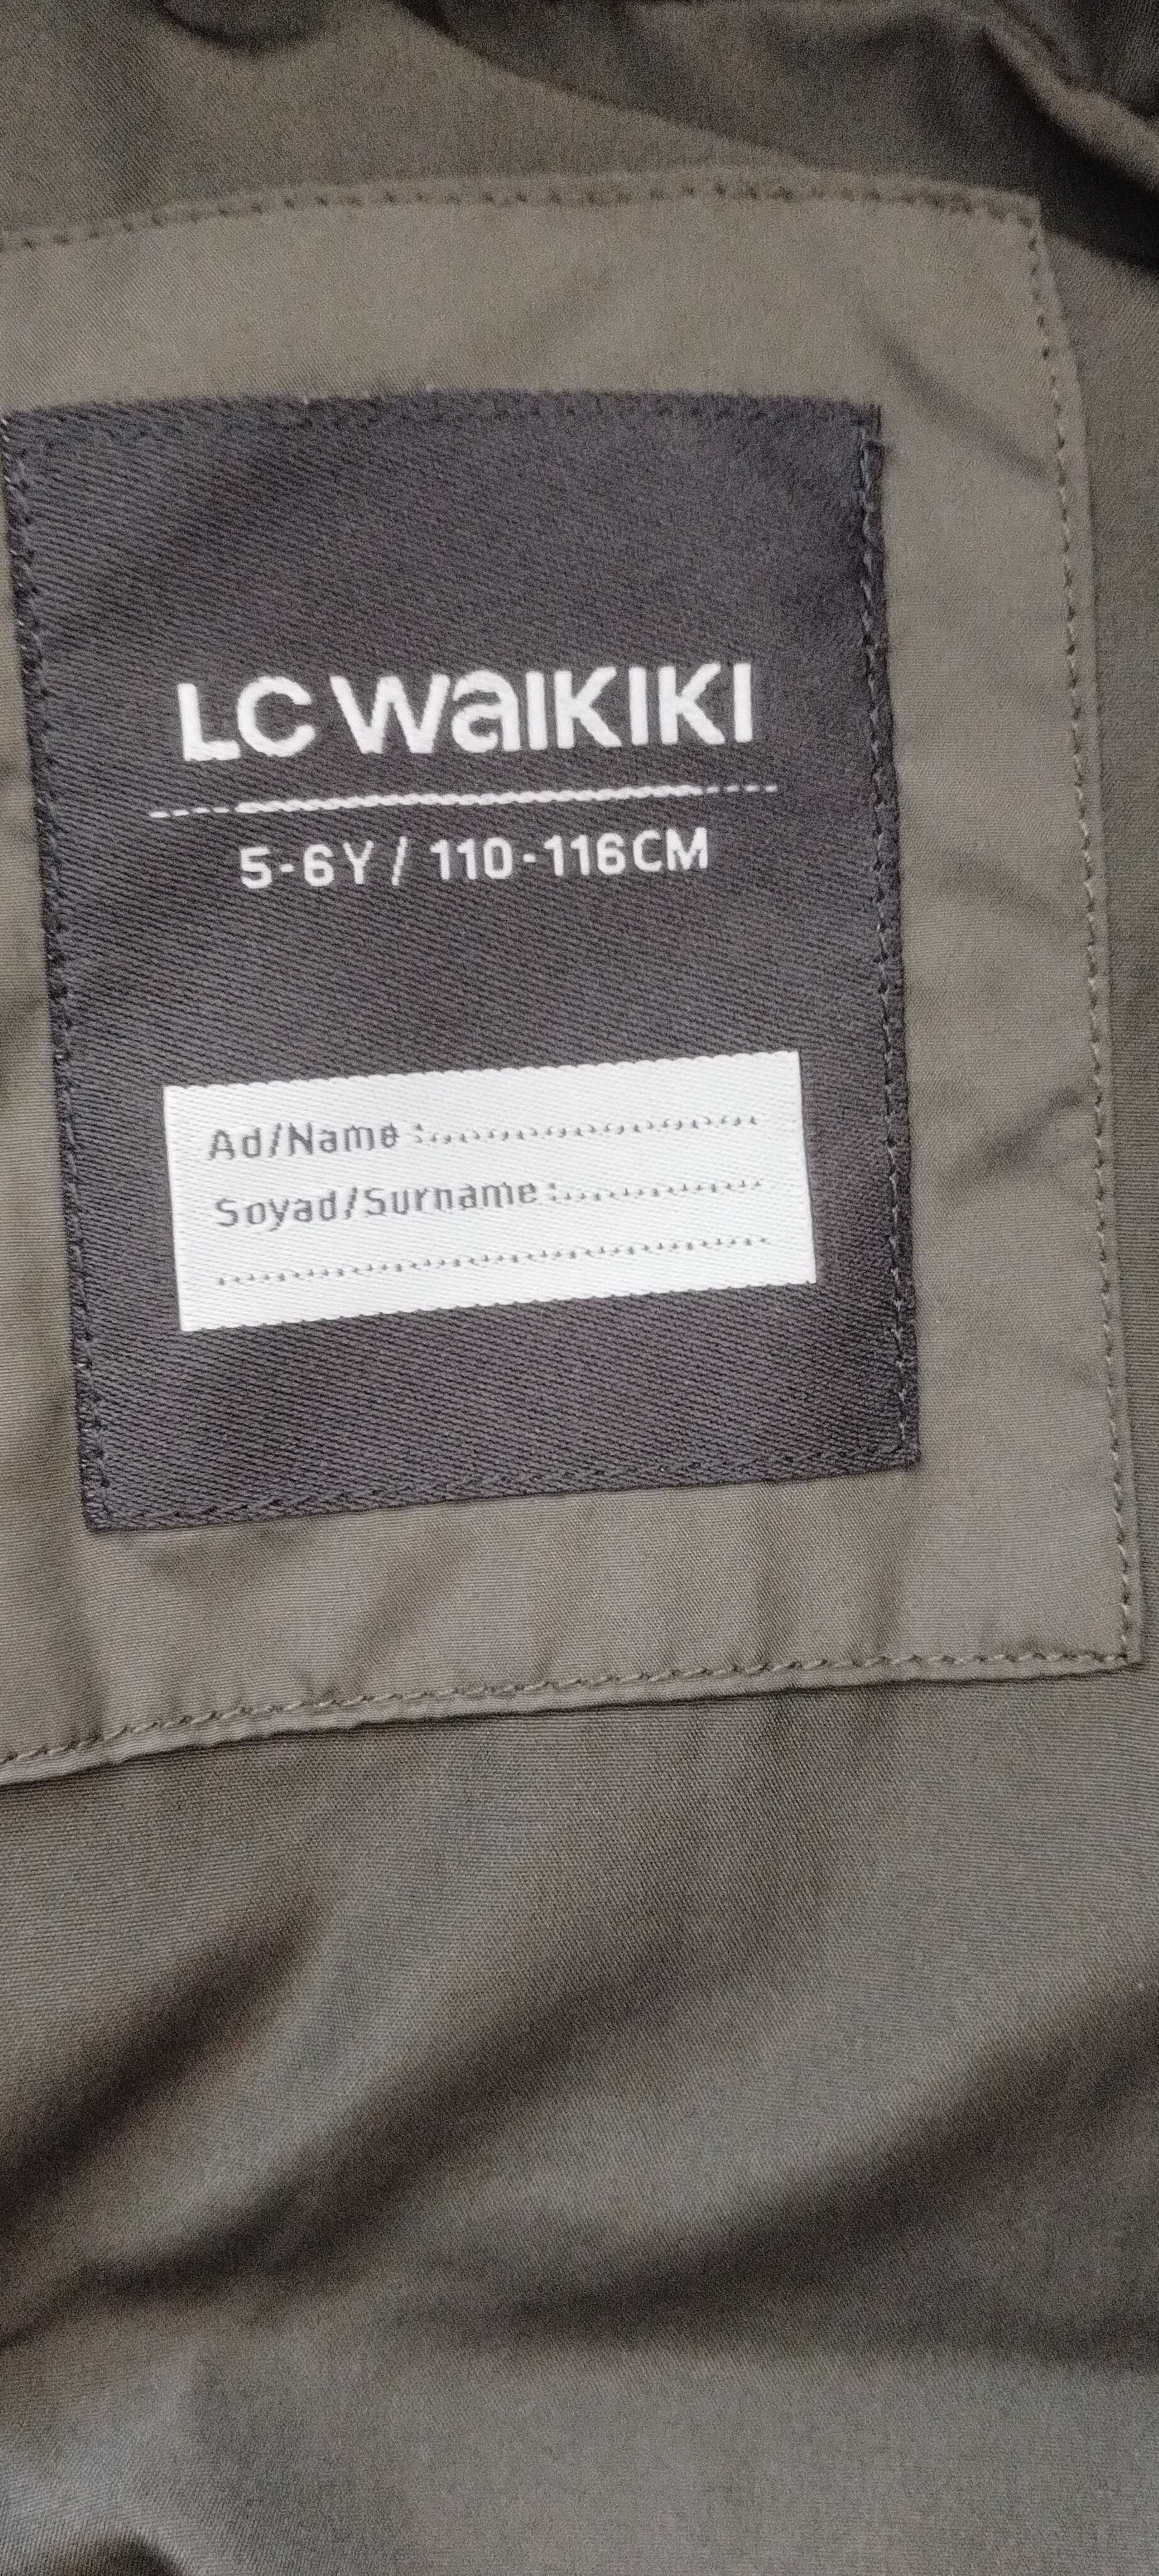 LC WAIKIKI
5-6Y / 110-116CM
Ad/Name :....................
Soyad/Surname :..............
..............................